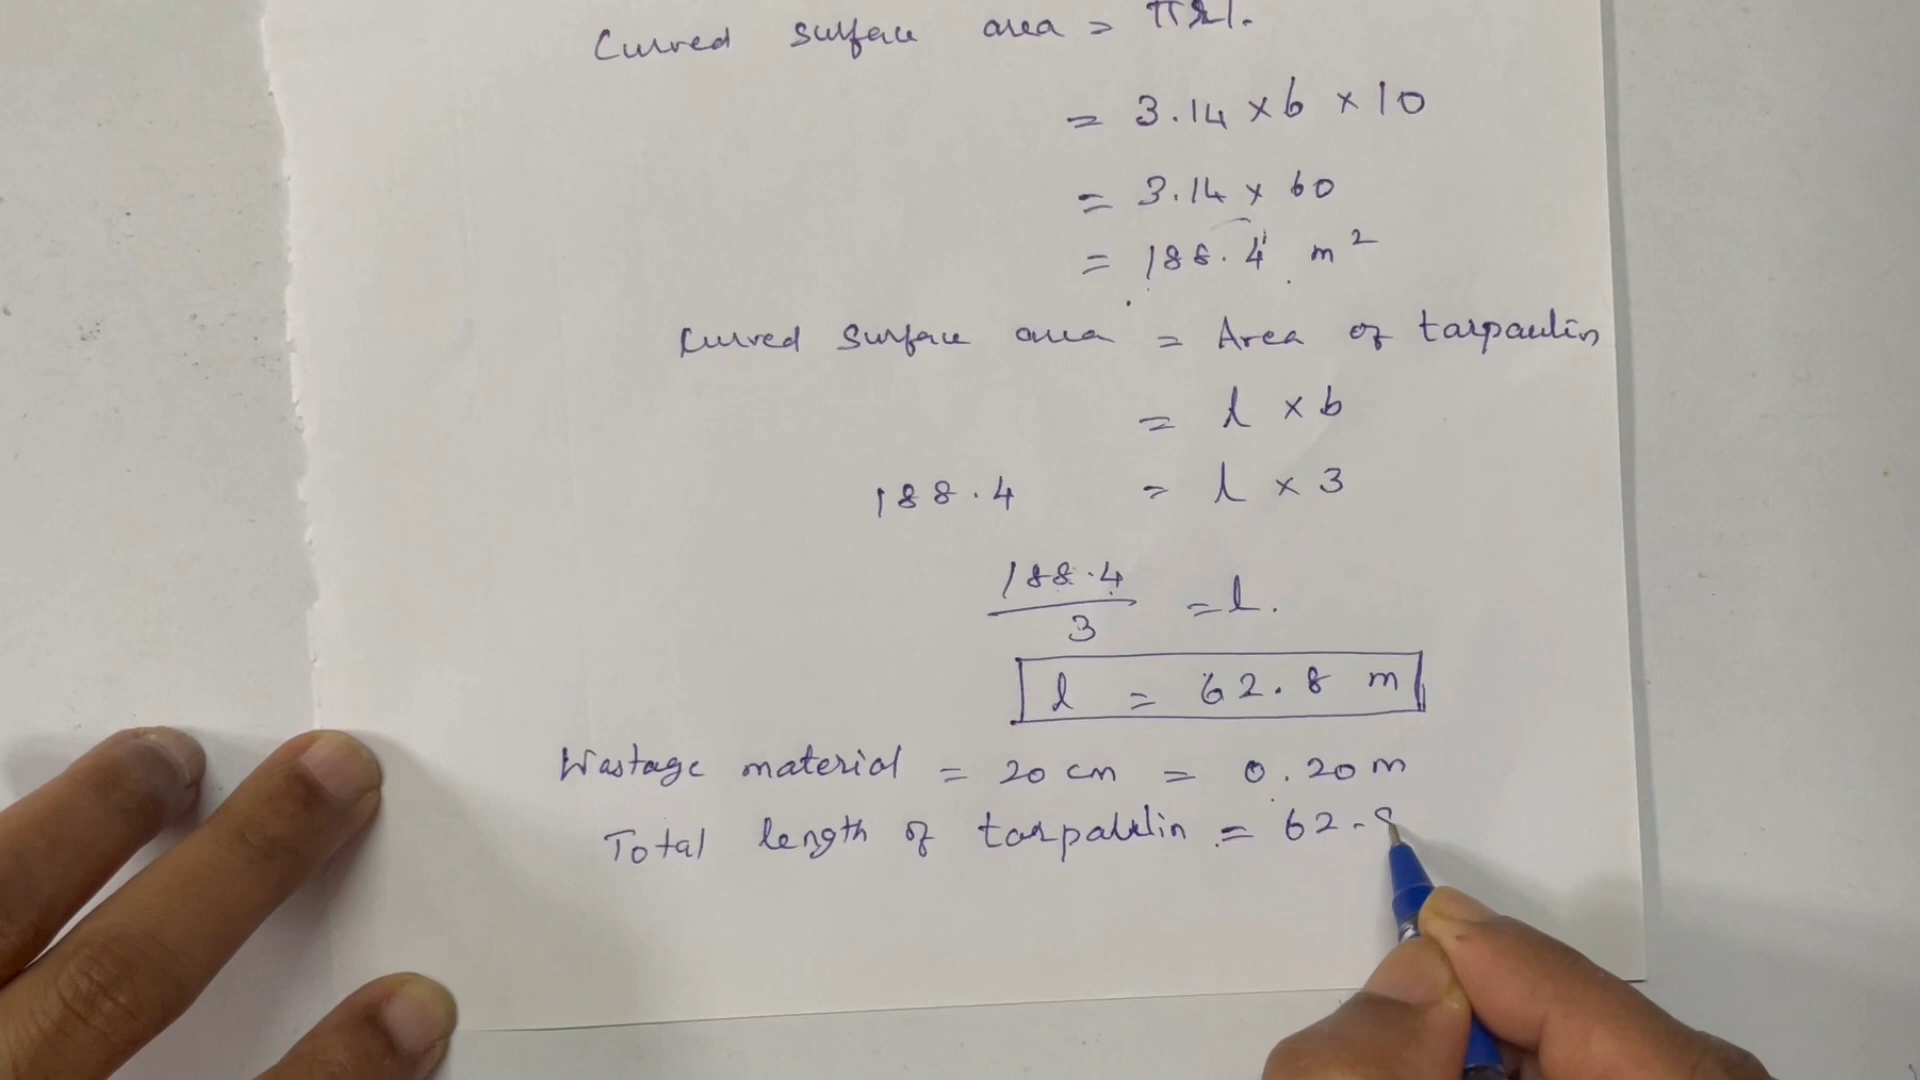 Curved surface area = πrl.
= 3.14 × 6 × 10
= 3.14 × 60
= 188.4 m²
Curved surface area = Area of tarpaulin
= l × b
188.4 = l × 3
188.4/3 = l.
l = 62.8 m
Wastage material = 20 cm = 0.20 m
Total length of tarpaulin = 62.8